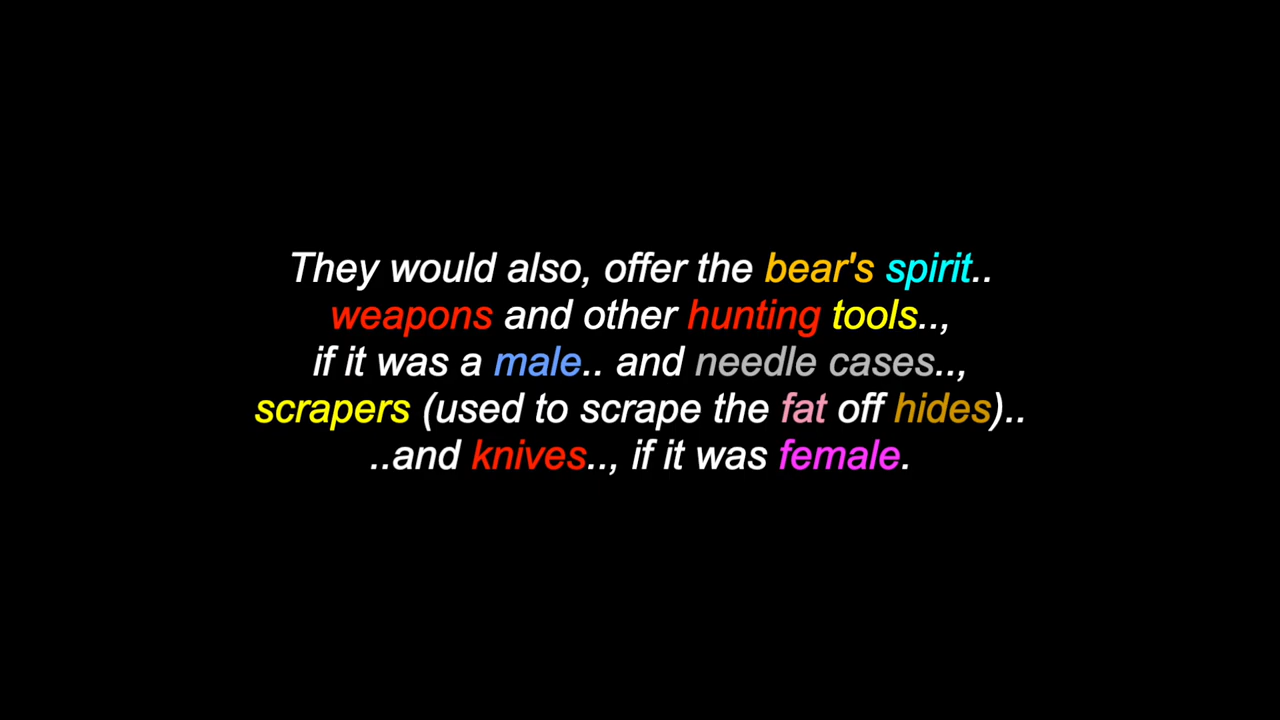 They would also, offer the bear's spirit..
weapons and other hunting tools..,
if it was a male.. and needle cases..,
scrapers (used to scrape the fat off hides)..
..and knives.., if it was female.